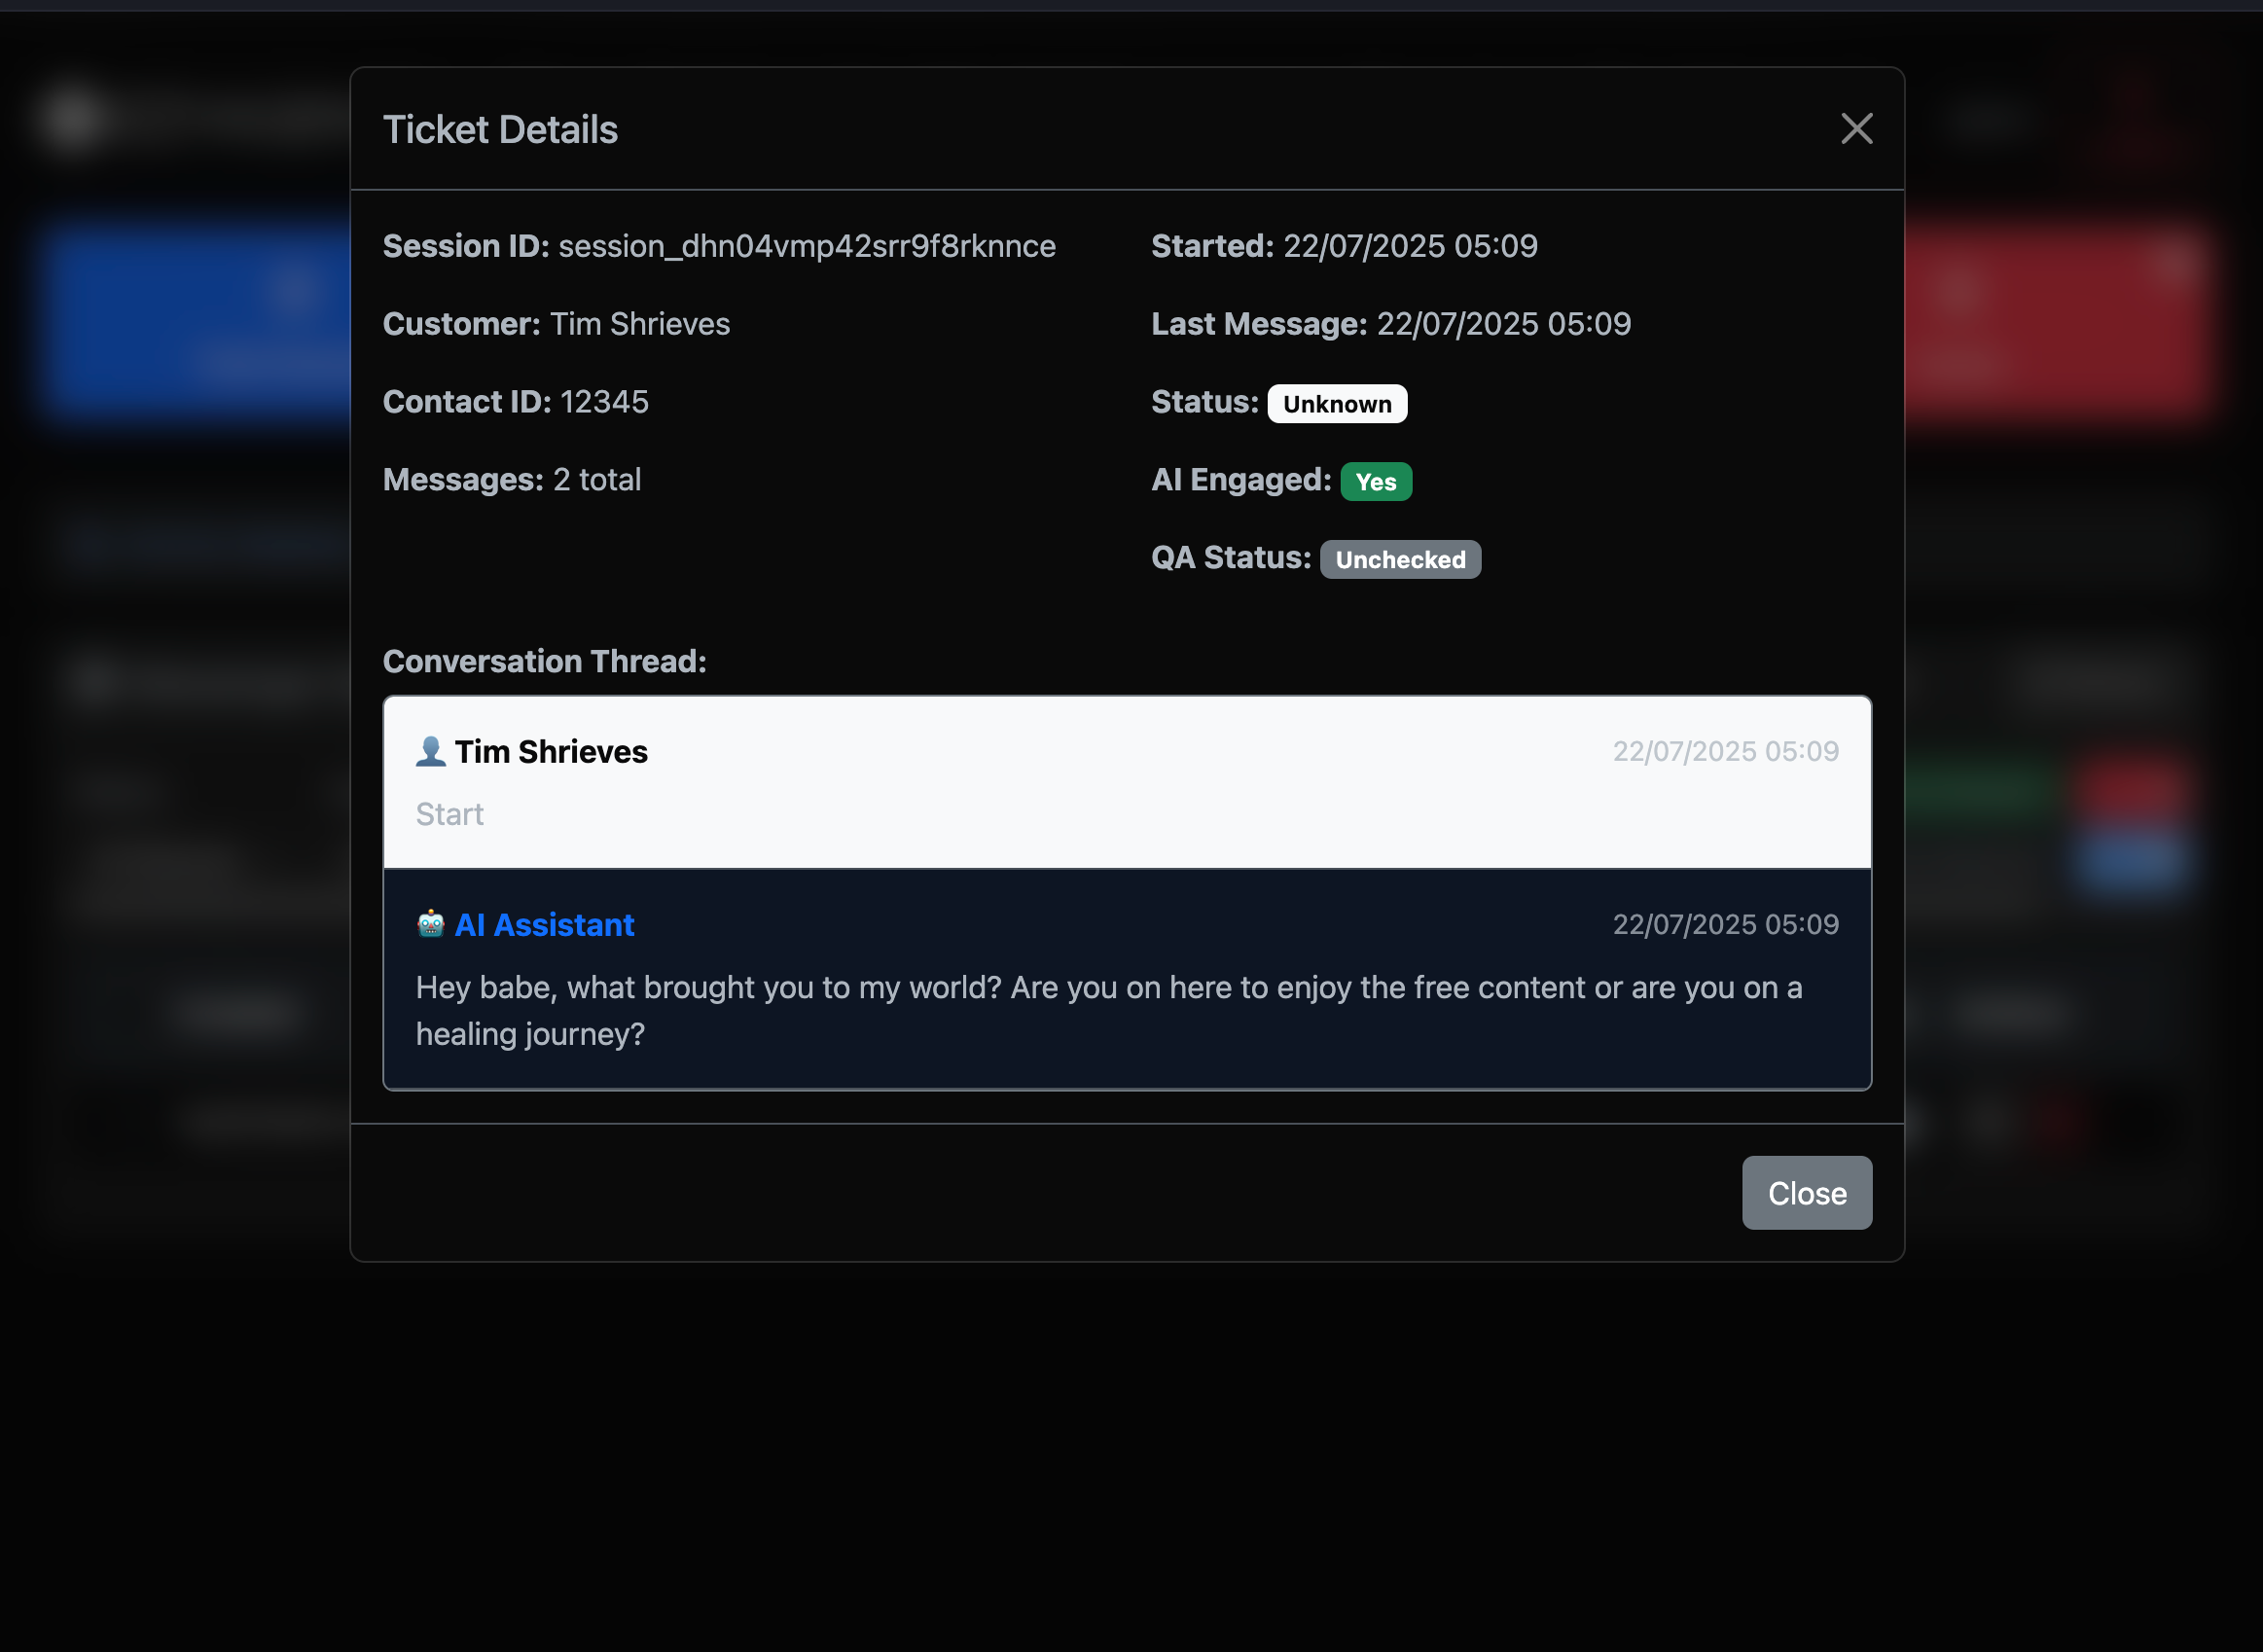 Ticket Details
Session ID: session_dhn04vmp42srr9f8rknnce
Customer: Tim Shrieves
Contact ID: 12345
Messages: 2 total
Started: 22/07/2025 05:09
Last Message: 22/07/2025 05:09
Status: Unknown
AI Engaged: Yes
QA Status: Unchecked
Conversation Thread:
👤 Tim Shrieves 22/07/2025 05:09
Start
🤖 AI Assistant 22/07/2025 05:09
Hey babe, what brought you to my world? Are you on here to enjoy the free content or are you on a
healing journey?
Close